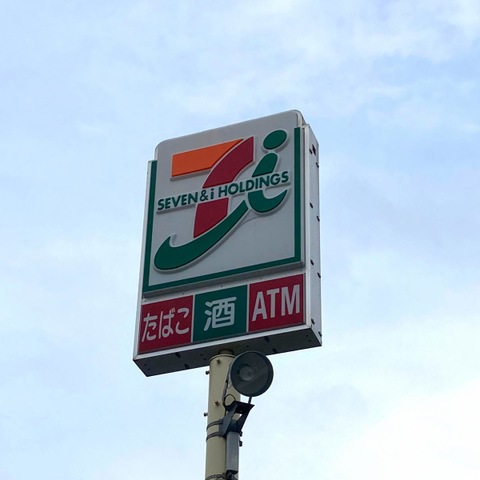 SEVEN & i HOLDINGS
たばこ 酒 ATM